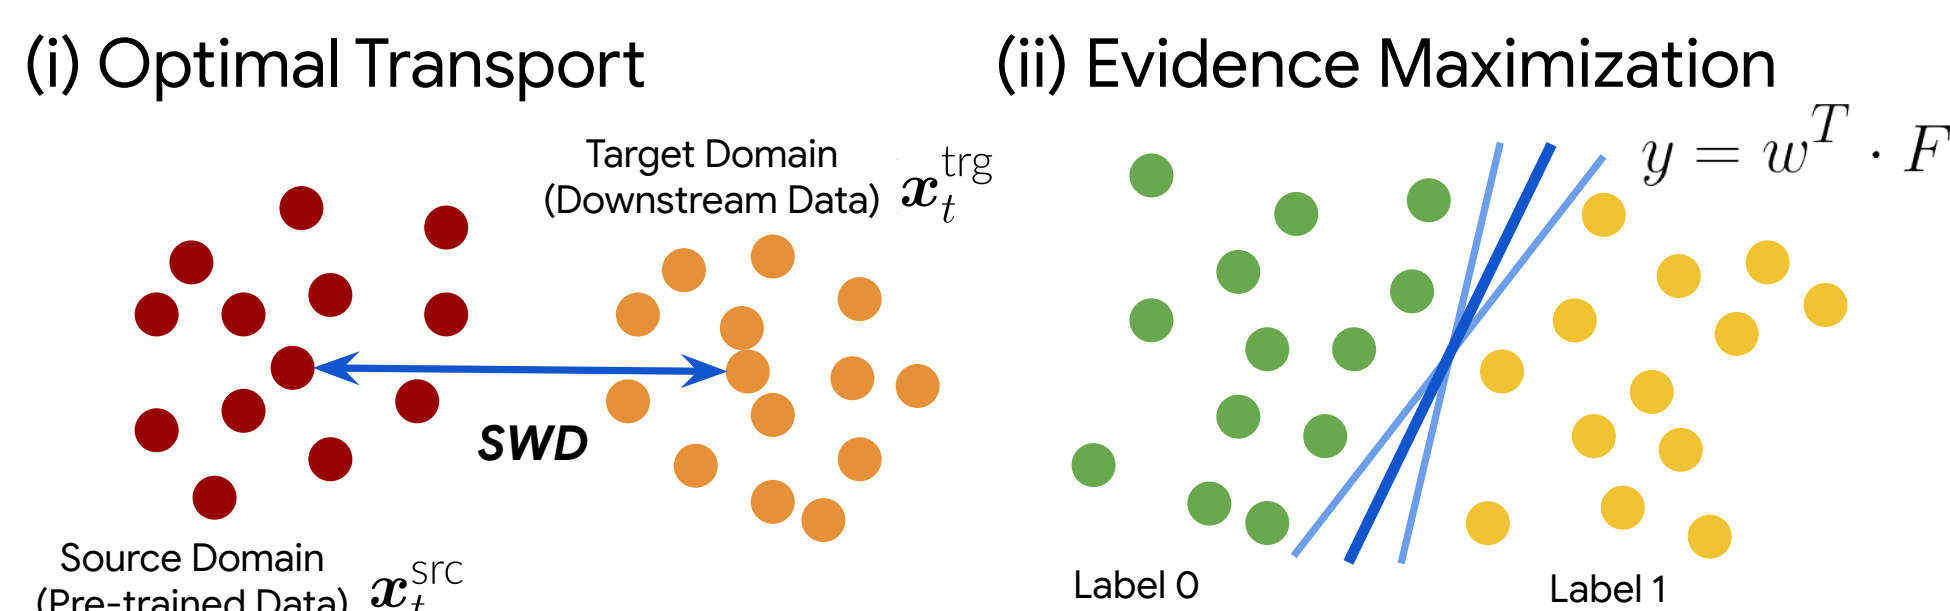 (i) Optimal Transport
(ii) Evidence Maximization
Target Domain
(Downstream Data) x_t^trg
SWD
Source Domain
(Pre-trained Data) x_t^src
y = w^T · F
Label 0
Label 1